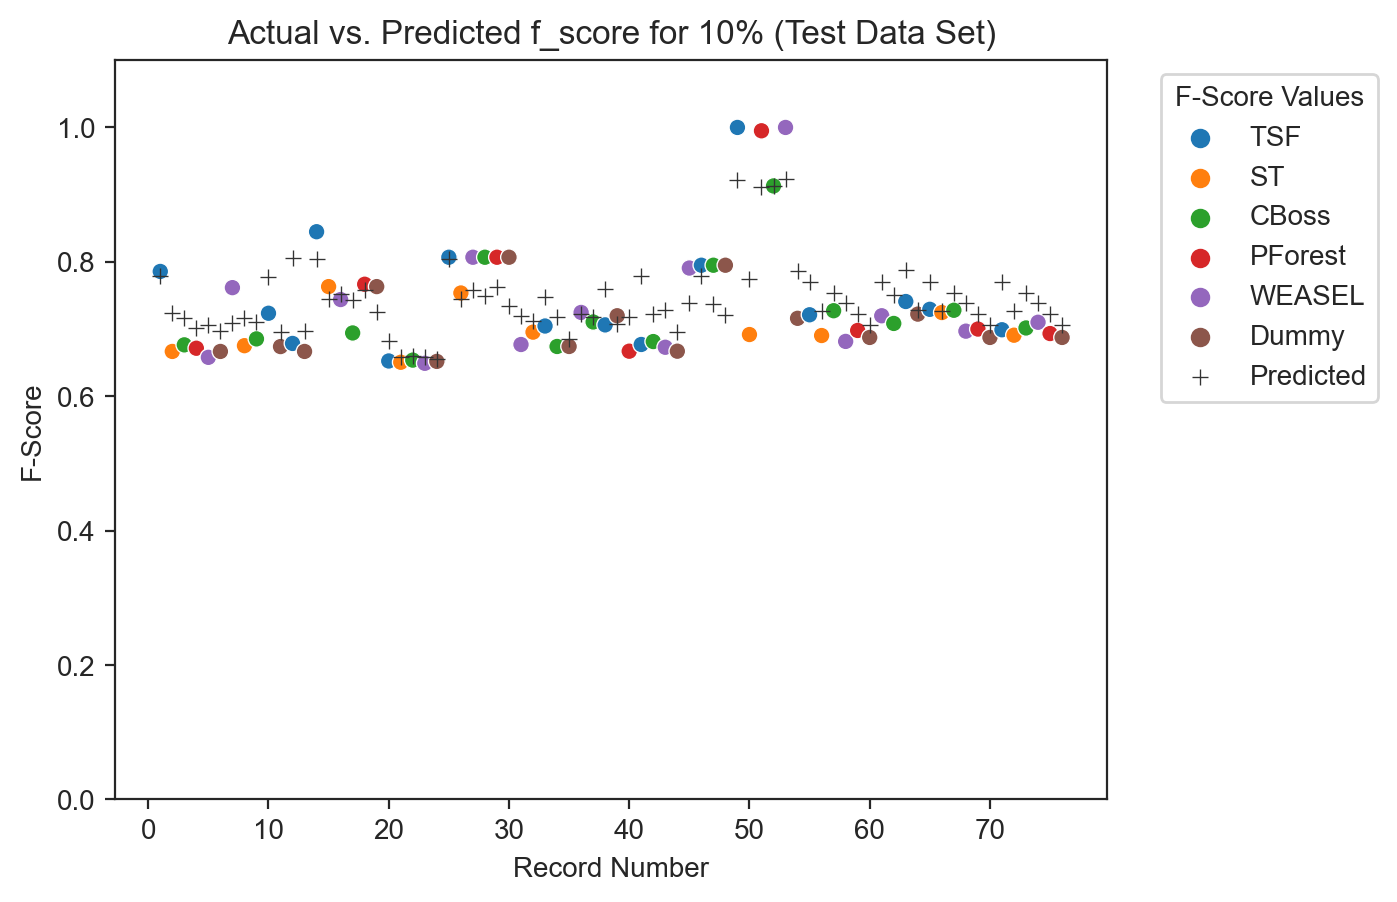 Actual vs. Predicted f_score for 10% (Test Data Set)
F-Score
1.0
0.8
0.6
0.4
0.2
0.0
0 10 20 30 40 50 60 70
Record Number
F-Score Values
TSF
ST
CBoss
PForest
WEASEL
Dummy
Predicted